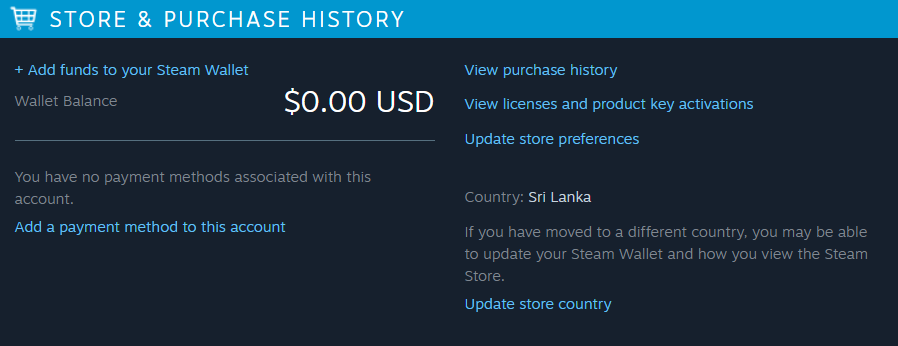 STORE & PURCHASE HISTORY
+ Add funds to your Steam Wallet
Wallet Balance $0.00 USD
You have no payment methods associated with this
account.
Add a payment method to this account
View purchase history
View licenses and product key activations
Update store preferences
Country: Sri Lanka
If you have moved to a different country, you may be able
to update your Steam Wallet and how you view the Steam
Store.
Update store country